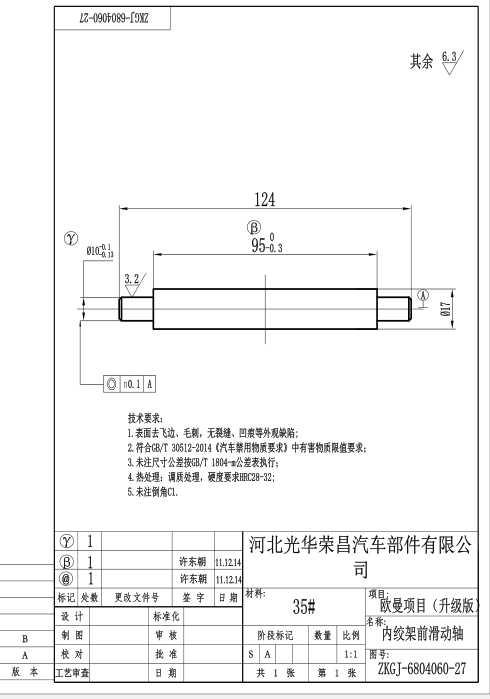 ZKGJ-6804060-27
其余 6.3
124
β
95 0 -0.3
γ
Ø10 -0.1 -0.13
3.2
A
Ø17
◎ ⊓0.1 A
技术要求:
1.表面去飞边、毛刺，无裂缝、凹痕等外观缺陷;
2.符合GB/T 30512-2014《汽车禁用物质要求》中有害物质限值要求;
3.未注尺寸公差按GB/T 1804-m公差表执行;
4.热处理: 调质处理，硬度要求HRC28-32;
5.未注倒角C1.
γ 1
β 1 许东朝 11.12.14
@ 1 许东朝 11.12.14
标记 处数 更改文件号 签 字 日 期
设 计 标准化
制 图 审 核
校 对 批 准
工艺审查 日 期
B
A
版 本
河北光华荣昌汽车部件有限公
司
材料:
35#
项目:
欧曼项目（升级版）
名称:
内绞架前滑动轴
阶段标记 数量 比例
S A 1:1
图号:
共 1 张 第 1 张
ZKGJ-6804060-27